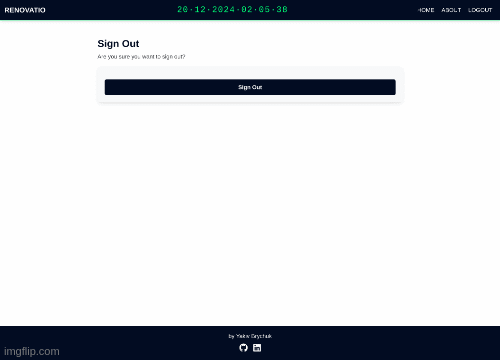 RENOVATIO
20·12·2024·02·05·38
HOME ABOUT LOGOUT
Sign Out
Are you sure you want to sign out?
Sign Out
by Yakiv Brychuk
imgflip.com